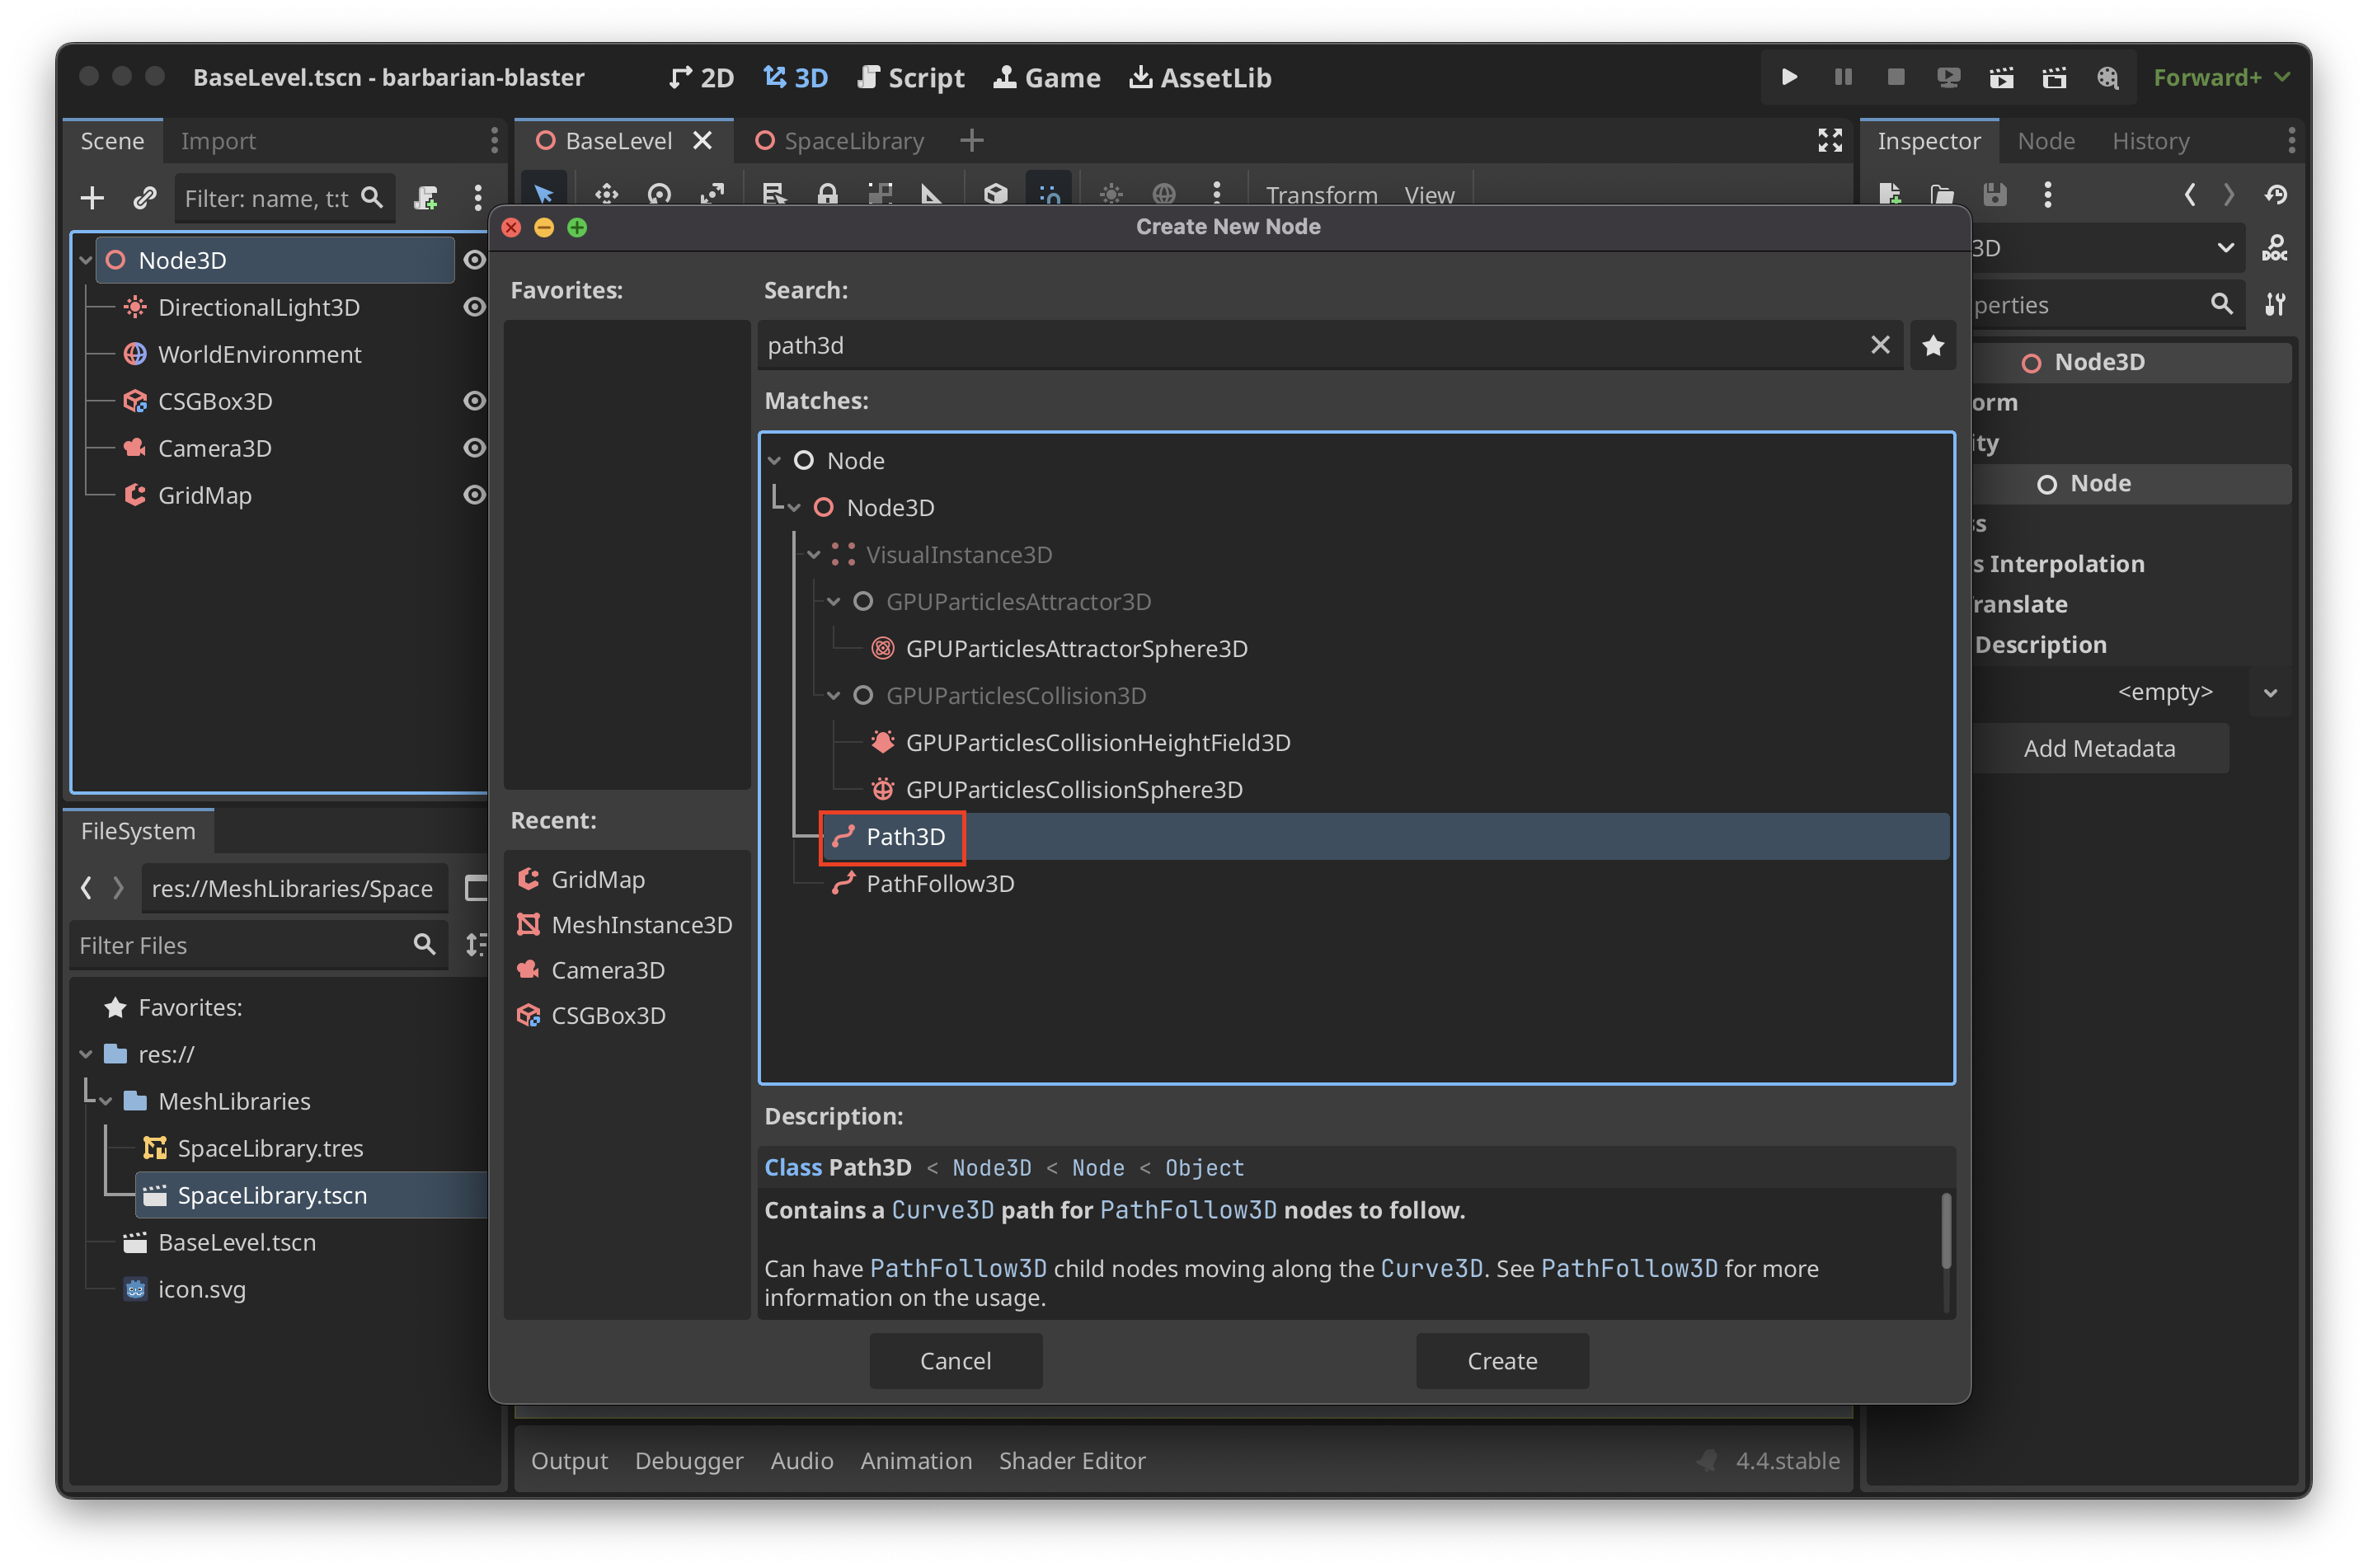 BaseLevel.tscn - barbarian-blaster
2D
3D
Script
Game
AssetLib
Forward+
Scene
Import
BaseLevel
SpaceLibrary
Inspector
Node
History
Filter: name, t:t
Transform
View
Node3D
DirectionalLight3D
WorldEnvironment
CSGBox3D
Camera3D
GridMap
FileSystem
res://MeshLibraries/Space
Filter Files
Favorites:
res://
MeshLibraries
SpaceLibrary.tres
SpaceLibrary.tscn
BaseLevel.tscn
icon.svg
Create New Node
Favorites:
Recent:
GridMap
MeshInstance3D
Camera3D
CSGBox3D
Search:
path3d
Matches:
Node
Node3D
VisualInstance3D
GPUParticlesAttractor3D
GPUParticlesAttractorSphere3D
GPUParticlesCollision3D
GPUParticlesCollisionHeightField3D
GPUParticlesCollisionSphere3D
Path3D
PathFollow3D
Description:
Class Path3D < Node3D < Node < Object
Contains a Curve3D path for PathFollow3D nodes to follow.
Can have PathFollow3D child nodes moving along the Curve3D. See PathFollow3D for more
information on the usage.
Cancel
Create
3D
DOC
perties
Node3D
orm
ity
Node
ss
s Interpolation
ranslate
Description
<empty>
Add Metadata
Output
Debugger
Audio
Animation
Shader Editor
4.4.stable